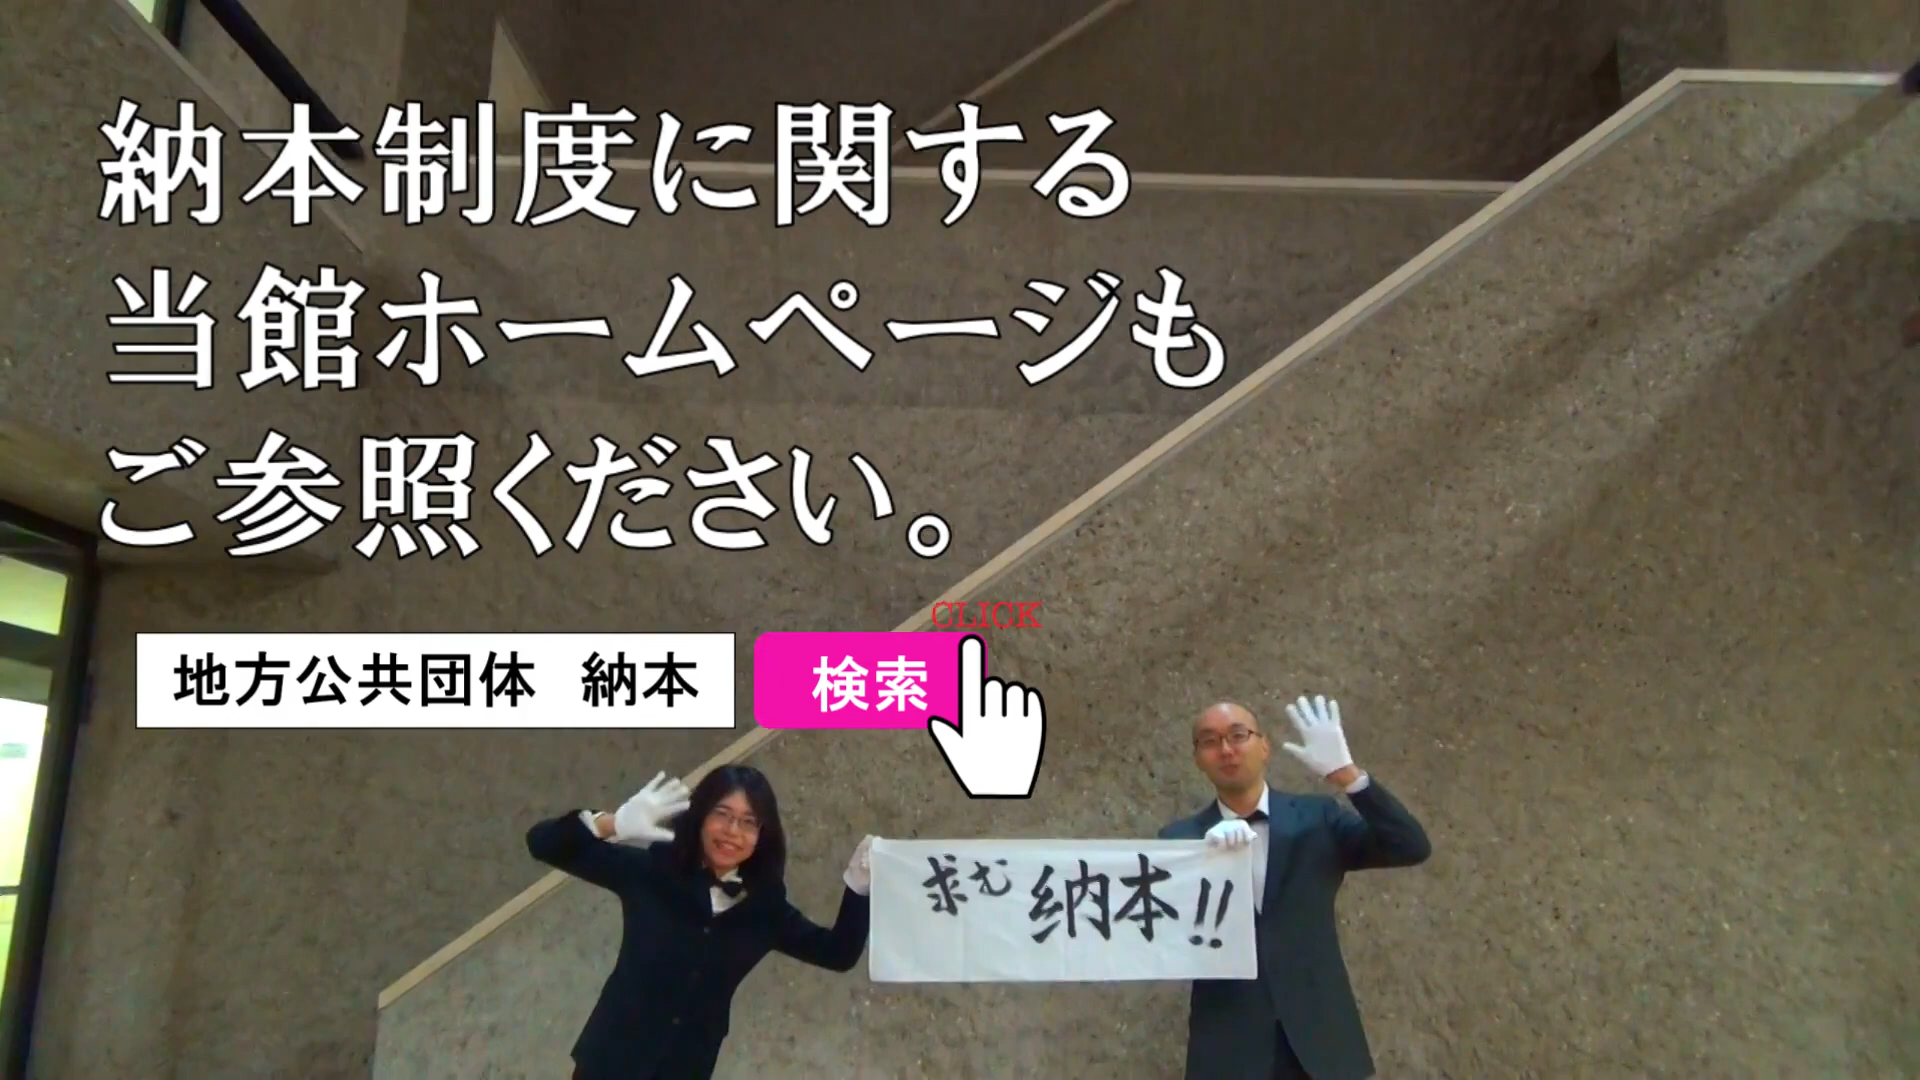 納本制度に関する
当館ホームページも
ご参照ください。
CLICK
地方公共団体 納本 検索
求む 納本!!